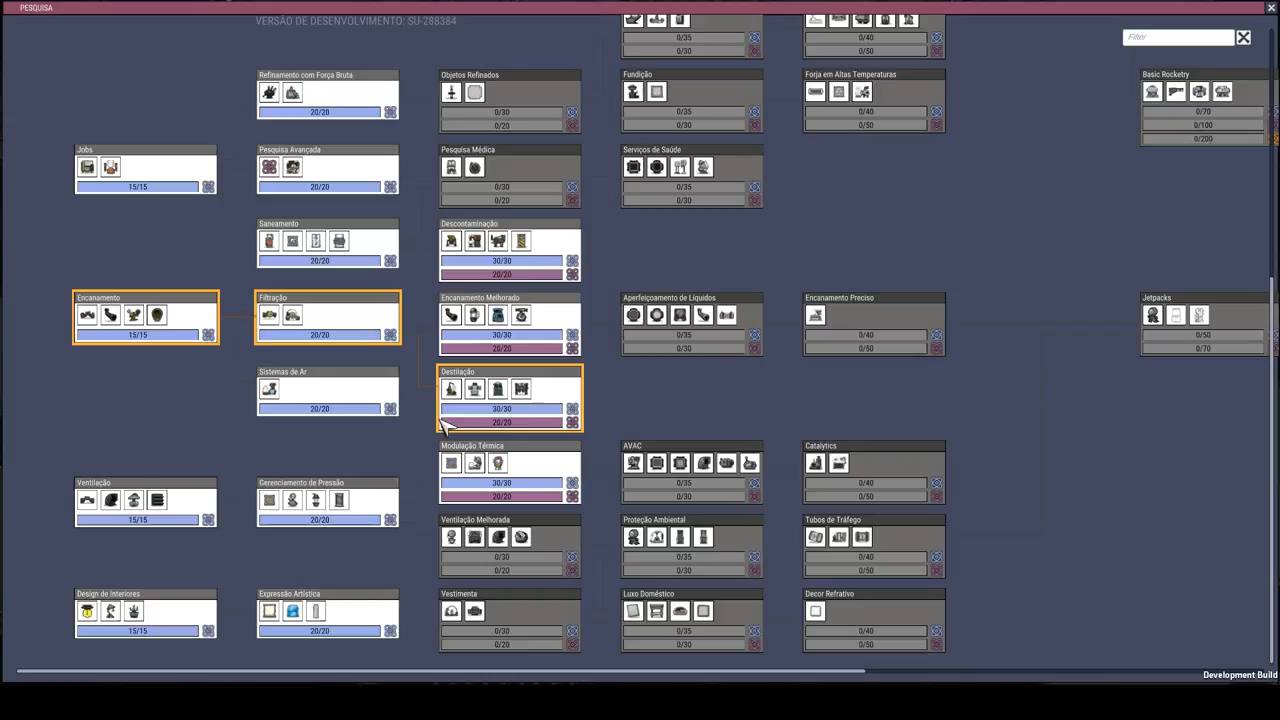 PESQUISA
VERSÃO DE DESENVOLVIMENTO: SU-288384
Filter
0/35
0/30
0/40
0/50
Refinamento com Força Bruta
20/20
Objetos Refinados
0/30
0/20
Fundição
0/35
0/30
Forja em Altas Temperaturas
0/40
0/50
Basic Rocketry
0/70
0/100
0/200
Jobs
15/15
Pesquisa Avançada
20/20
Pesquisa Médica
0/30
0/20
Serviços de Saúde
0/35
0/30
Saneamento
20/20
Descontaminação
30/30
20/20
Encanamento
15/15
Filtração
20/20
Encanamento Melhorado
30/30
20/20
Aperfeiçoamento de Líquidos
0/35
0/30
Encanamento Preciso
0/40
0/50
Jetpacks
0/50
0/70
Sistemas de Ar
20/20
Destilação
30/30
20/20
Modulação Térmica
30/30
20/20
AVAC
0/35
0/30
Catalytics
0/40
0/50
Ventilação
15/15
Gerenciamento de Pressão
20/20
Ventilação Melhorada
0/30
0/20
Proteção Ambiental
0/35
0/30
Tubos de Tráfego
0/40
0/50
Design de Interiores
15/15
Expressão Artística
20/20
Vestimenta
0/30
0/20
Luxo Doméstico
0/35
0/30
Decor Refrativo
0/40
0/50
Development Build